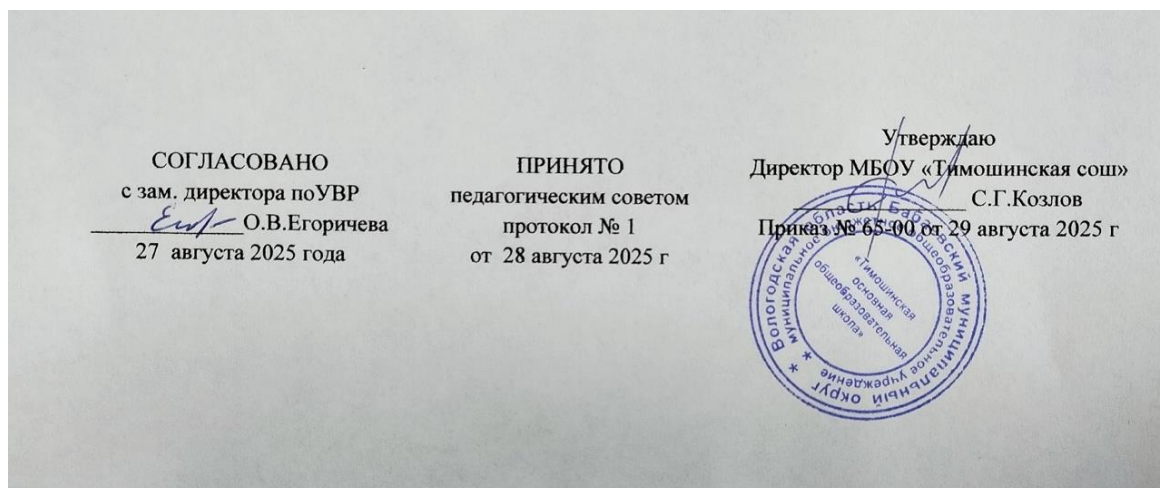 СОГЛАСОВАНО
с зам. директора поУВР
О.В.Егоричева
27 августа 2025 года
ПРИНЯТО
педагогическим советом
протокол № 1
от 28 августа 2025 г
Утверждаю
Директор МБОУ «Тимошинская сош»
С.Г.Козлов
Приказ № 65-00 от 29 августа 2025 г
Вологодская область Бабаевский муниципальный округ
муниципальное бюджетное общеобразовательное учреждение
«Тимошинская
основная
общеобразовательная
школа»